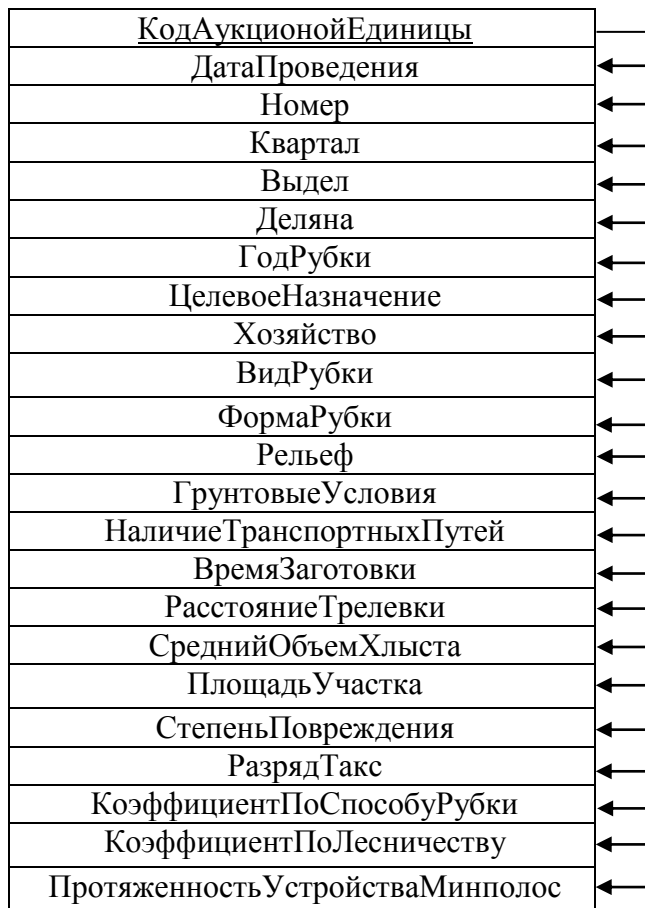 КодАукционойЕдиницы
ДатаПроведения
Номер
Квартал
Выдел
Деляна
ГодРубки
ЦелевоеНазначение
Хозяйство
ВидРубки
ФормаРубки
Рельеф
ГрунтовыеУсловия
НаличиеТранспортныхПутей
ВремяЗаготовки
РасстояниеТрелевки
СреднийОбъемХлыста
ПлощадьУчастка
СтепеньПовреждения
РазрядТакс
КоэффициентПоСпособуРубки
КоэффициентПоЛесничеству
ПротяженностьУстройстваМинполос